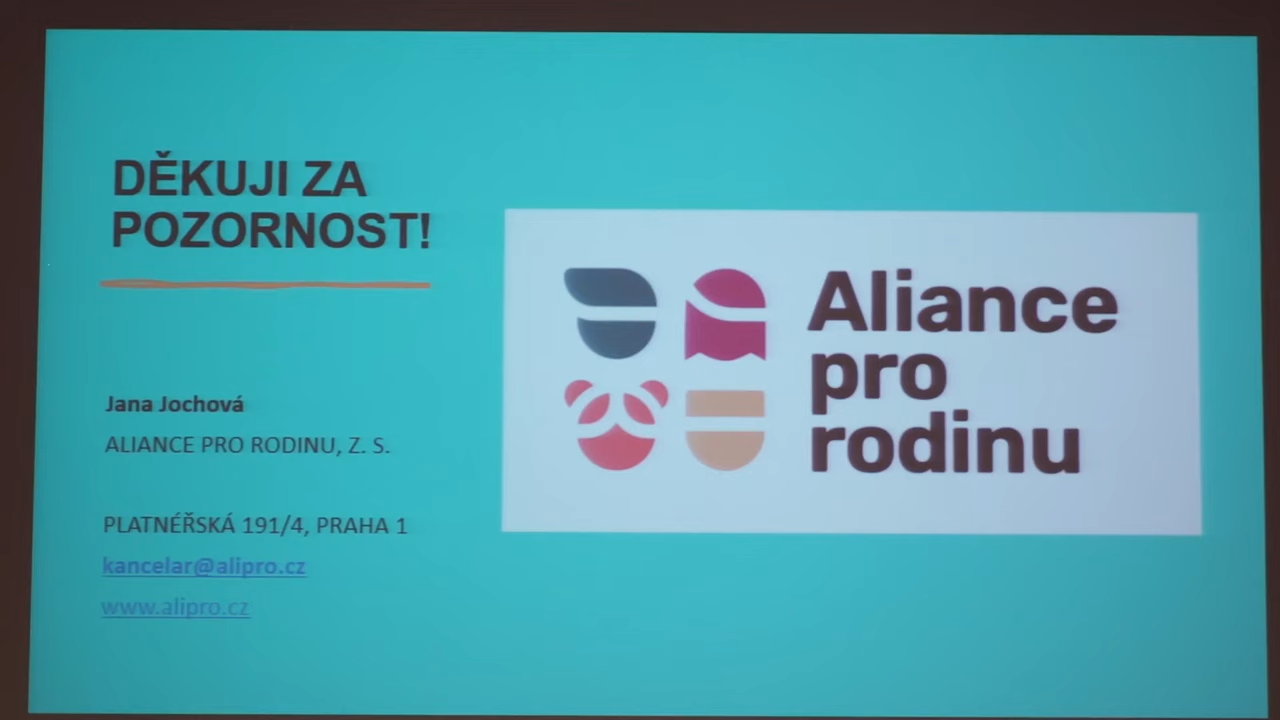 DĚKUJI ZA
POZORNOST!
Jana Jochová
ALIANCE PRO RODINU, Z. S.
PLATNÉŘSKÁ 191/4, PRAHA 1
kancelar@alipro.cz
www.alipro.cz
Aliance
pro
rodinu